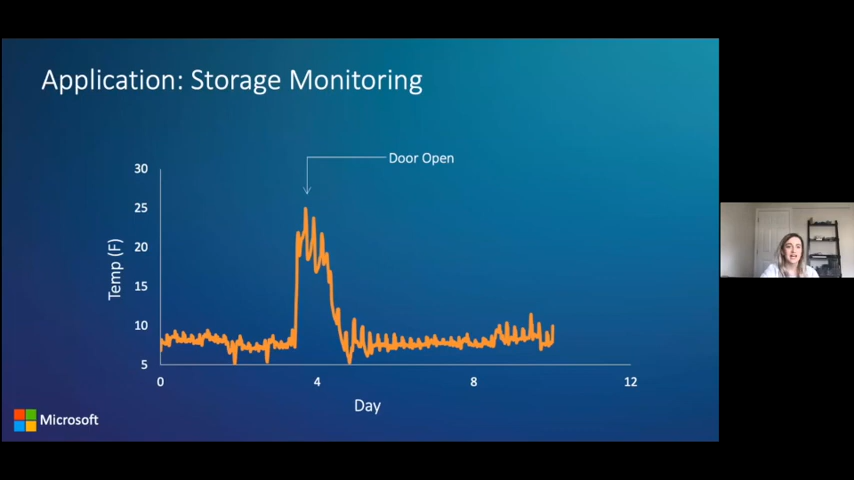 Application: Storage Monitoring
Door Open
30
25
20
15
10
5
Temp (F)
0 4 8 12
Day
Microsoft